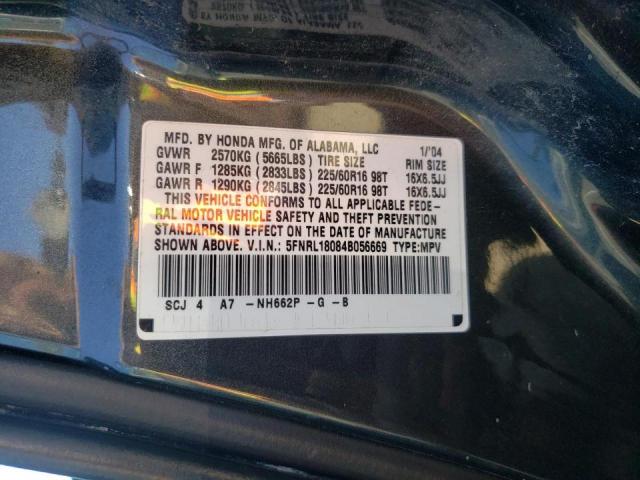 MFD. BY HONDA MFG. OF ALABAMA, LLC 1/'04
GVWR 2570KG (5665LBS) TIRE SIZE RIM SIZE
GAWR F 1285KG (2833LBS) 225/60R16 98T 16X6.5JJ
GAWR R 1290KG (2845LBS) 225/60R16 98T 16X6.5JJ
THIS VEHICLE CONFORMS TO ALL APPLICABLE FEDE-
RAL MOTOR VEHICLE SAFETY AND THEFT PREVENTION
STANDARDS IN EFFECT ON THE DATE OF MANUFACTURE
SHOWN ABOVE. V.I.N.: 5FNRL18084B056669 TYPE:MPV
SCJ 4 A7 -NH662P -G -B